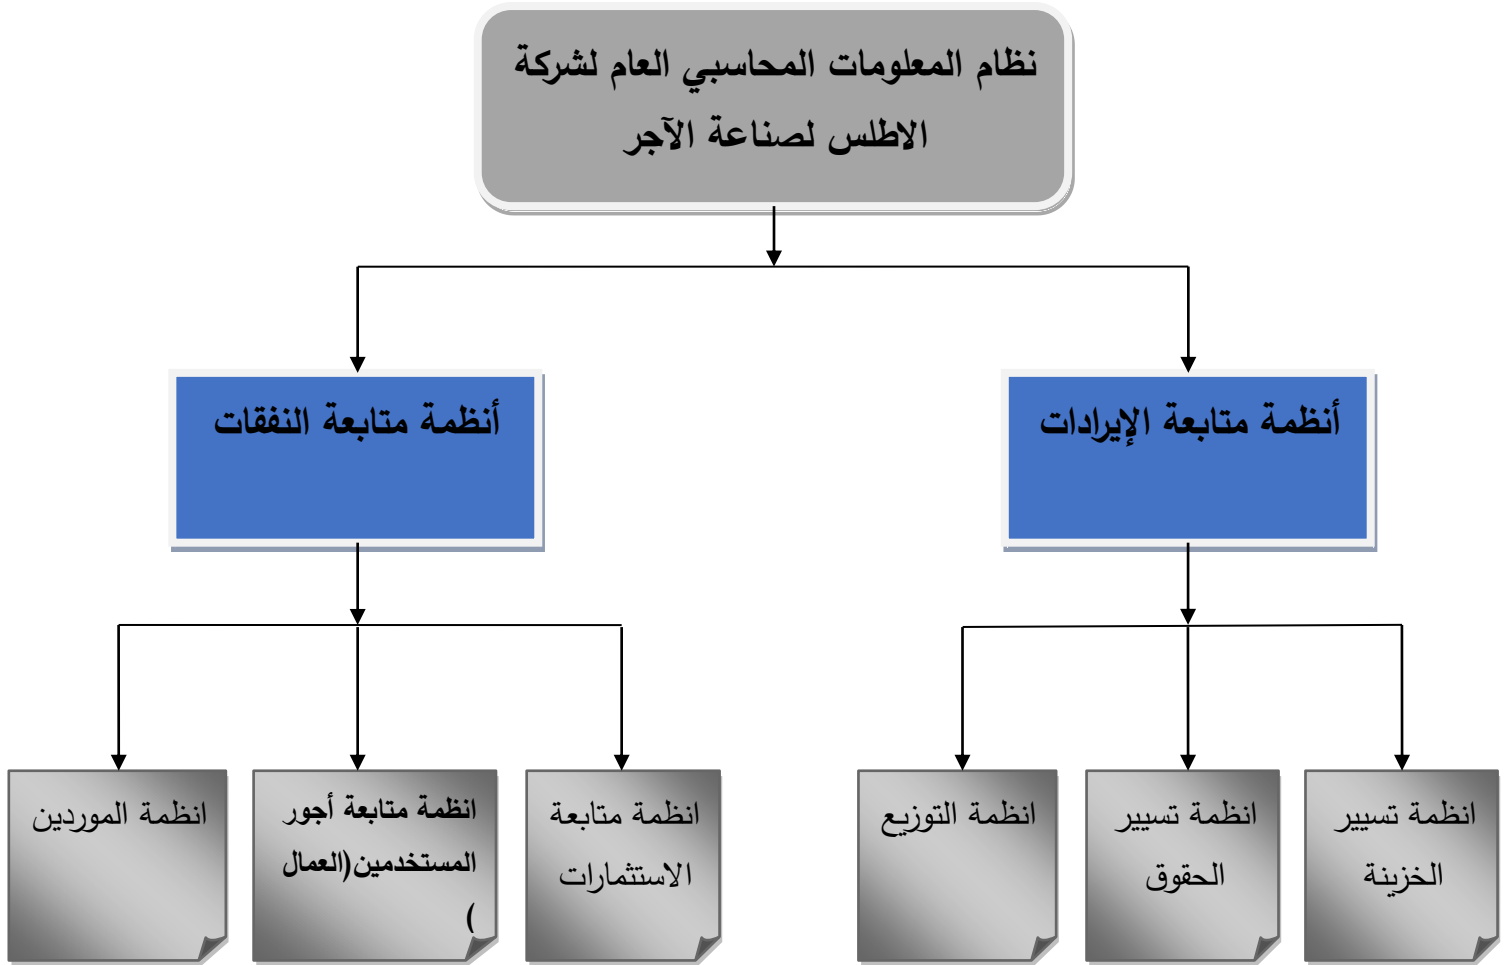 نظام المعلومات المحاسبي العام لشركة
الاطلس لصناعة الآجر
أنظمة متابعة الإيرادات
أنظمة متابعة النفقات
انظمة تسيير
الخزينة
انظمة تسيير
الحقوق
انظمة التوزيع
انظمة متابعة
الاستثمارات
انظمة متابعة أجور
المستخدمين(العمال
)
انظمة الموردين